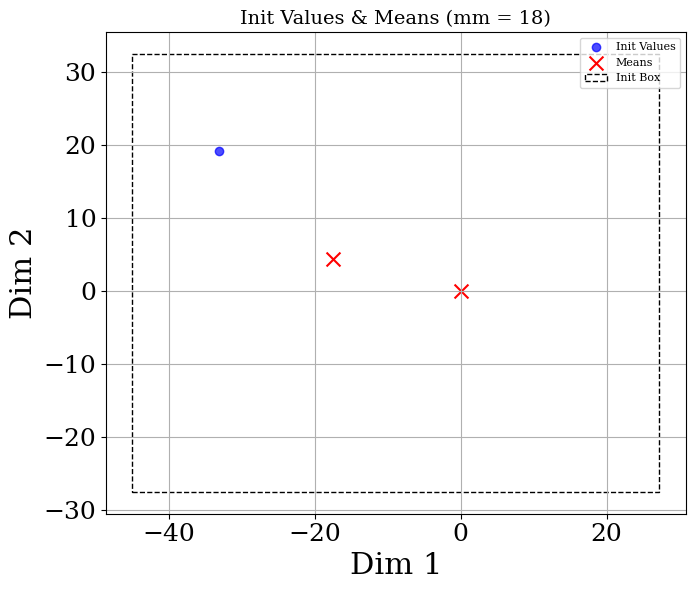 Init Values & Means (mm = 18)
Init Values
Means
Init Box
Dim 2
30
20
10
0
−10
−20
−30
−40
−20
0
20
Dim 1